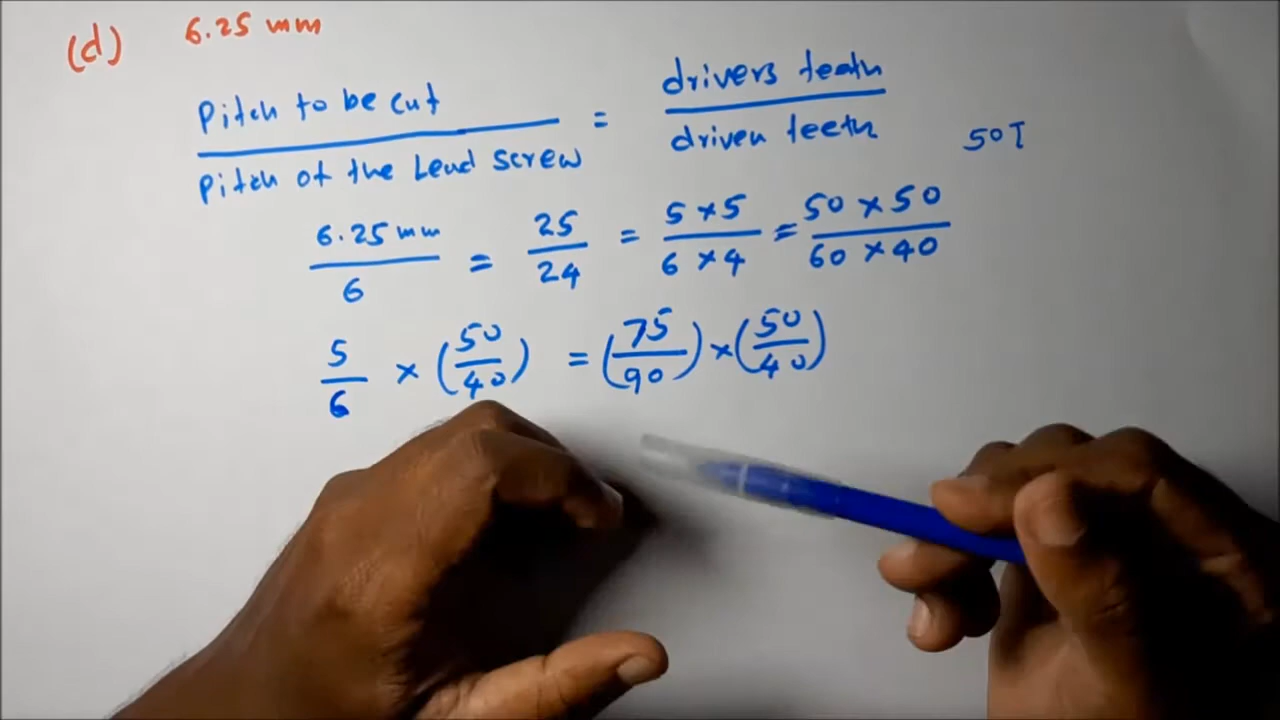 (d) 6.25 mm
Pitch to be cut / Pitch of the Lead screw = drivers teeth / driven teeth
50T
6.25 mm / 6 = 25 / 24 = 5 × 5 / 6 × 4 = 50 × 50 / 60 × 40
5 / 6 × (50 / 40) = (75 / 90) × (50 / 40)